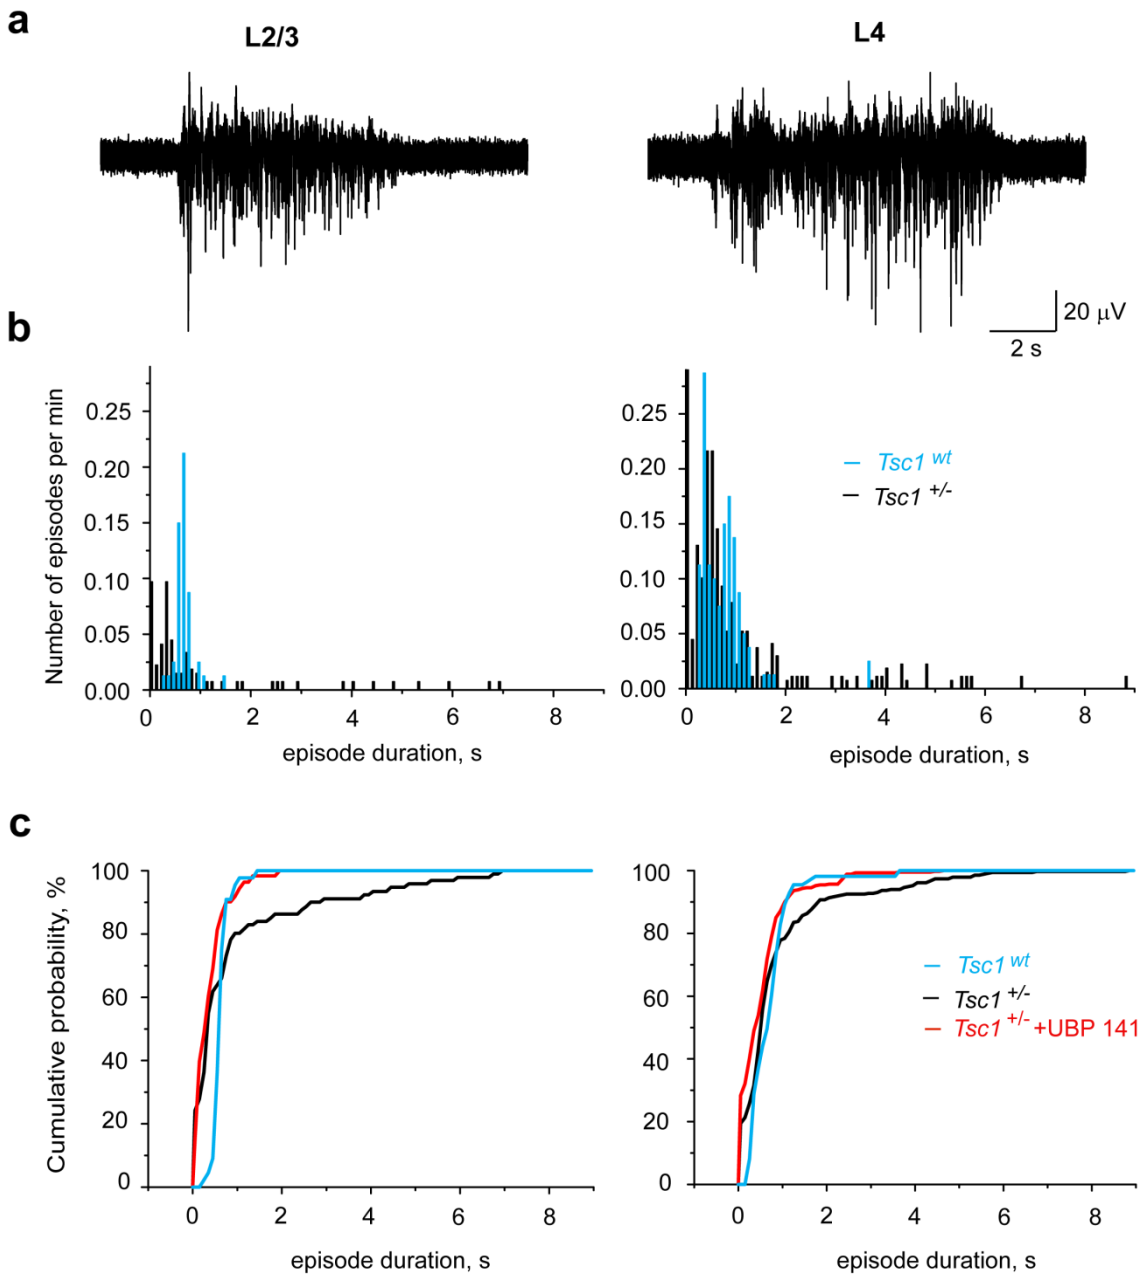 a
L2/3
L4
20 μV
2 s
b
Number of episodes per min
0.25
0.20
0.15
0.10
0.05
0.00
0 2 4 6 8
episode duration, s
0.25
0.20
0.15
0.10
0.05
0.00
0 2 4 6 8
episode duration, s
Tsc1 wt
Tsc1 +/-
c
Cumulative probability, %
100
80
60
40
20
0
0 2 4 6 8
episode duration, s
100
80
60
40
20
0
0 2 4 6 8
episode duration, s
Tsc1 wt
Tsc1 +/-
Tsc1 +/- +UBP 141